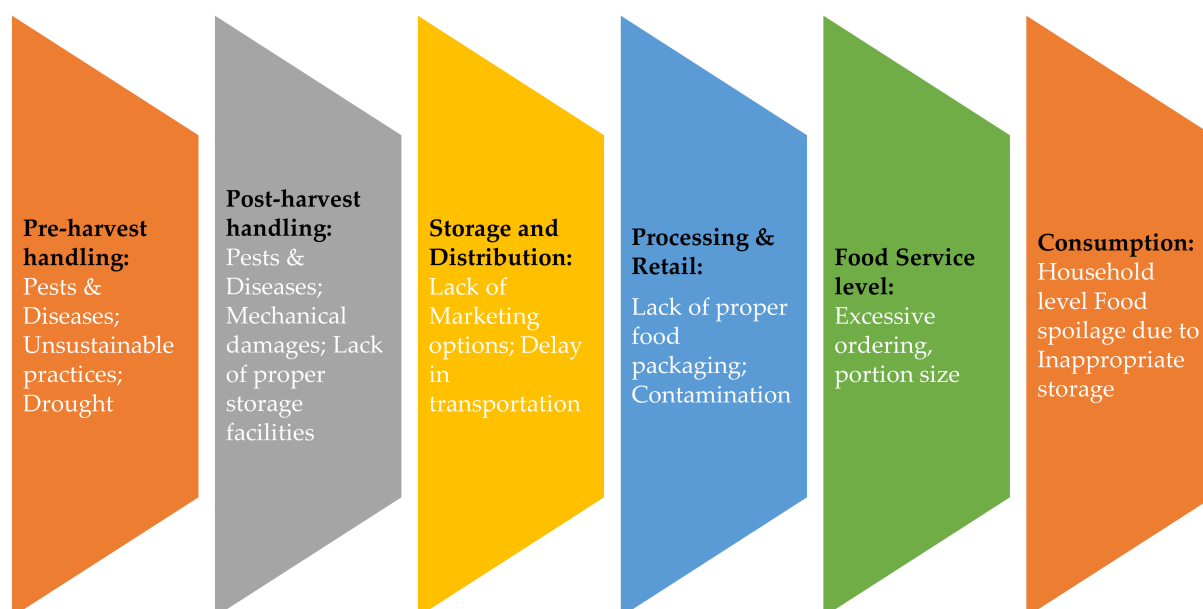 Pre-harvest
handling:
Pests &
Diseases;
Unsustainable
practices;
Drought
Post-harvest
handling:
Pests &
Diseases;
Mechanical
damages; Lack
of proper
storage
facilities
Storage and
Distribution:
Lack of
Marketing
options; Delay
in
transportation
Processing &
Retail:
Lack of proper
food
packaging;
Contamination
Food Service
level:
Excessive
ordering,
portion size
Consumption:
Household
level Food
spoilage due to
Inappropriate
storage